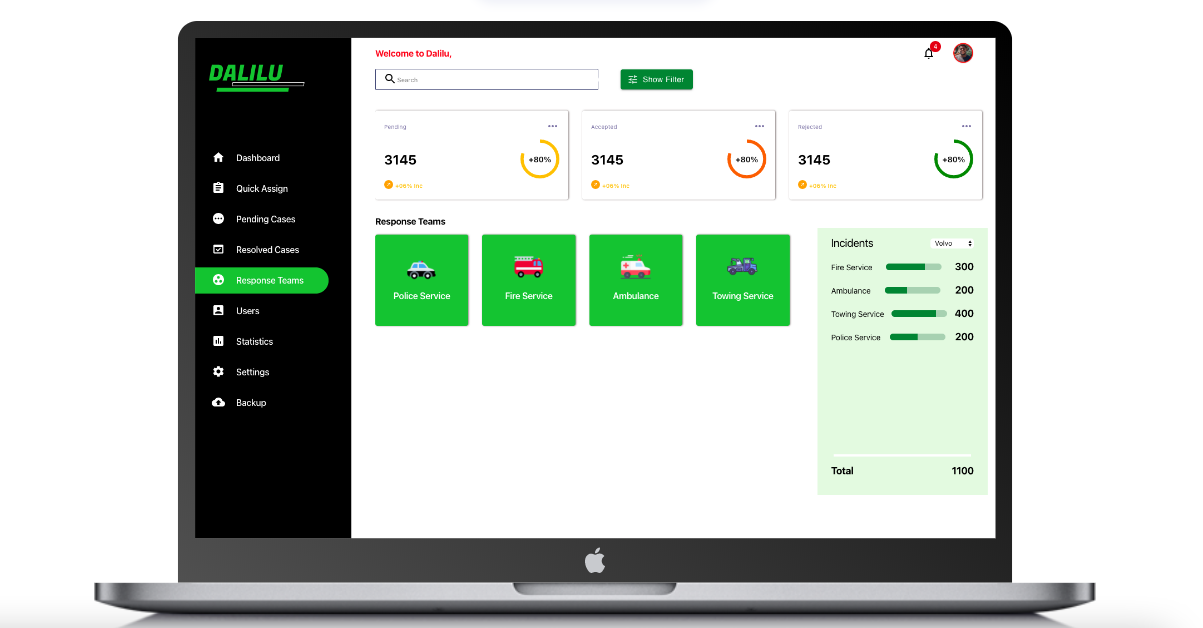 DALILU
Dashboard
Quick Assign
Pending Cases
Resolved Cases
Response Teams
Users
Statistics
Settings
Backup
Welcome to Dalilu,
4
Search
Show Filter
Pending
3145
+80%
+06% Inc
Accepted
3145
+80%
+06% Inc
Rejected
3145
+80%
+06% Inc
Response Teams
Police Service
Fire Service
Ambulance
Towing Service
Incidents
Volvo
Fire Service 300
Ambulance 200
Towing Service 400
Police Service 200
Total 1100